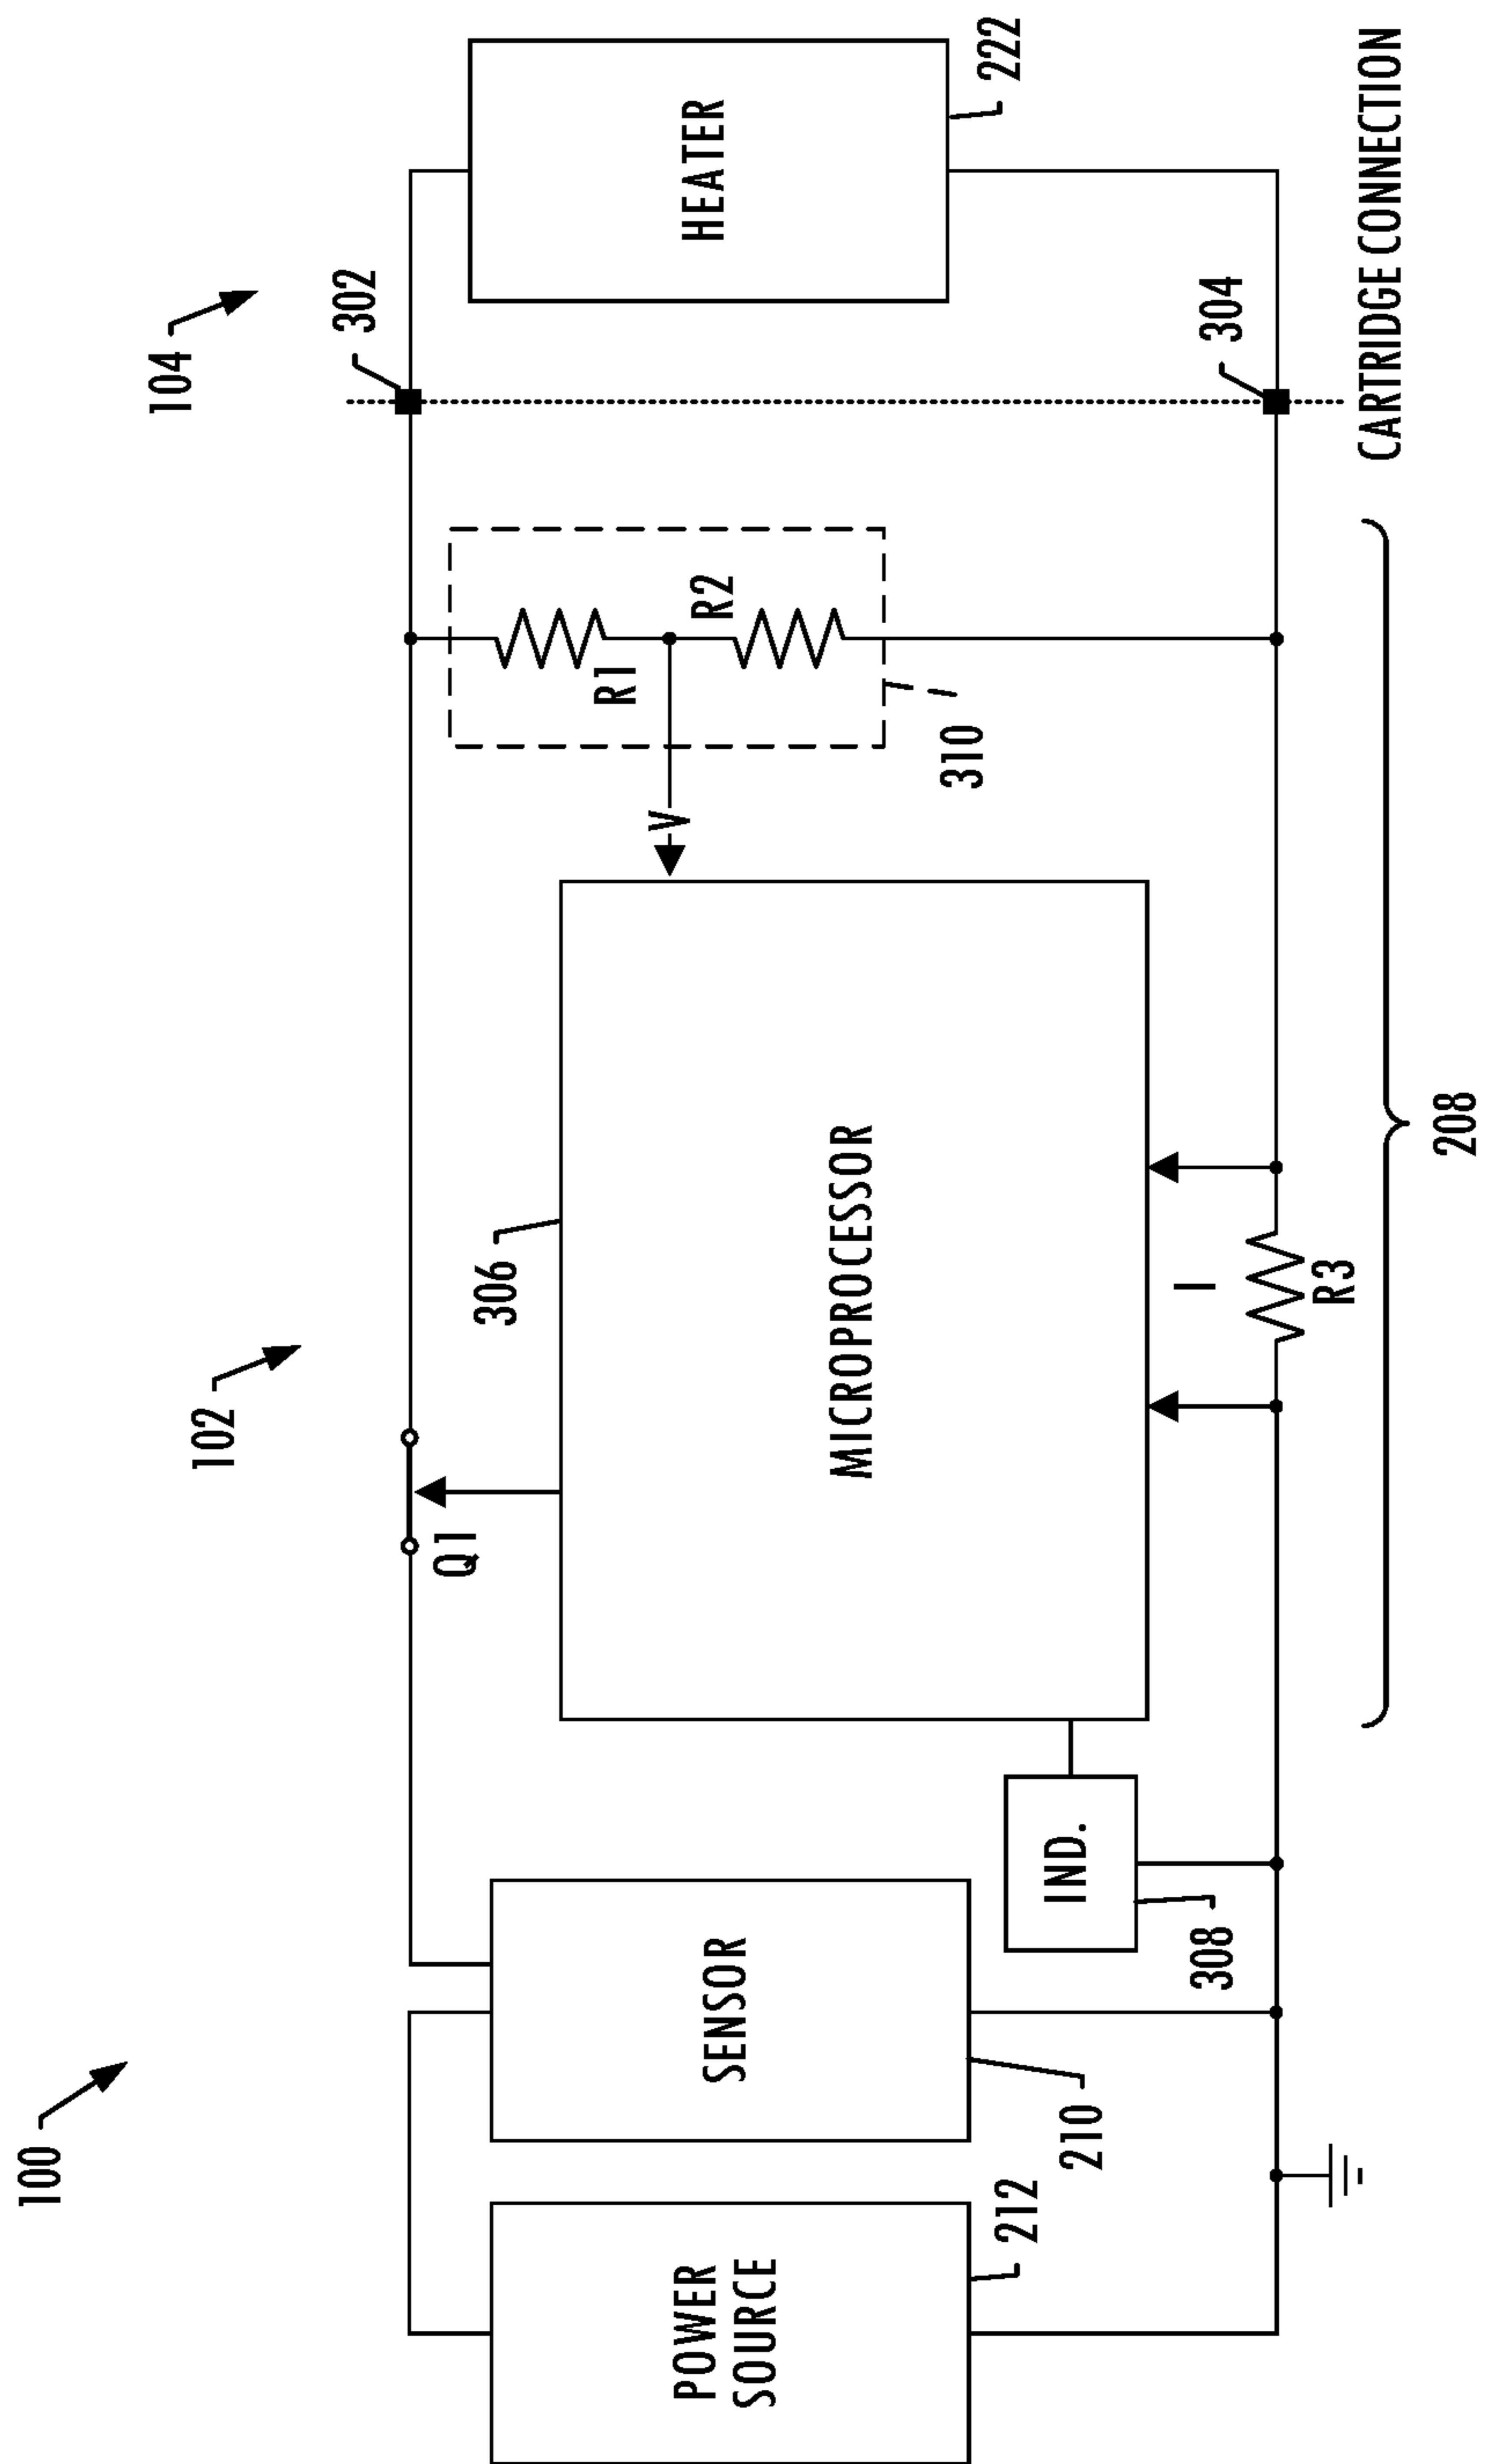 100
102
104
302
POWER
SOURCE
212
SENSOR
210
Q1
306
MICROPROCESSOR
V
R1
R2
310
HEATER
222
IND.
308
I
R3
304
208
CARTRIDGE CONNECTION